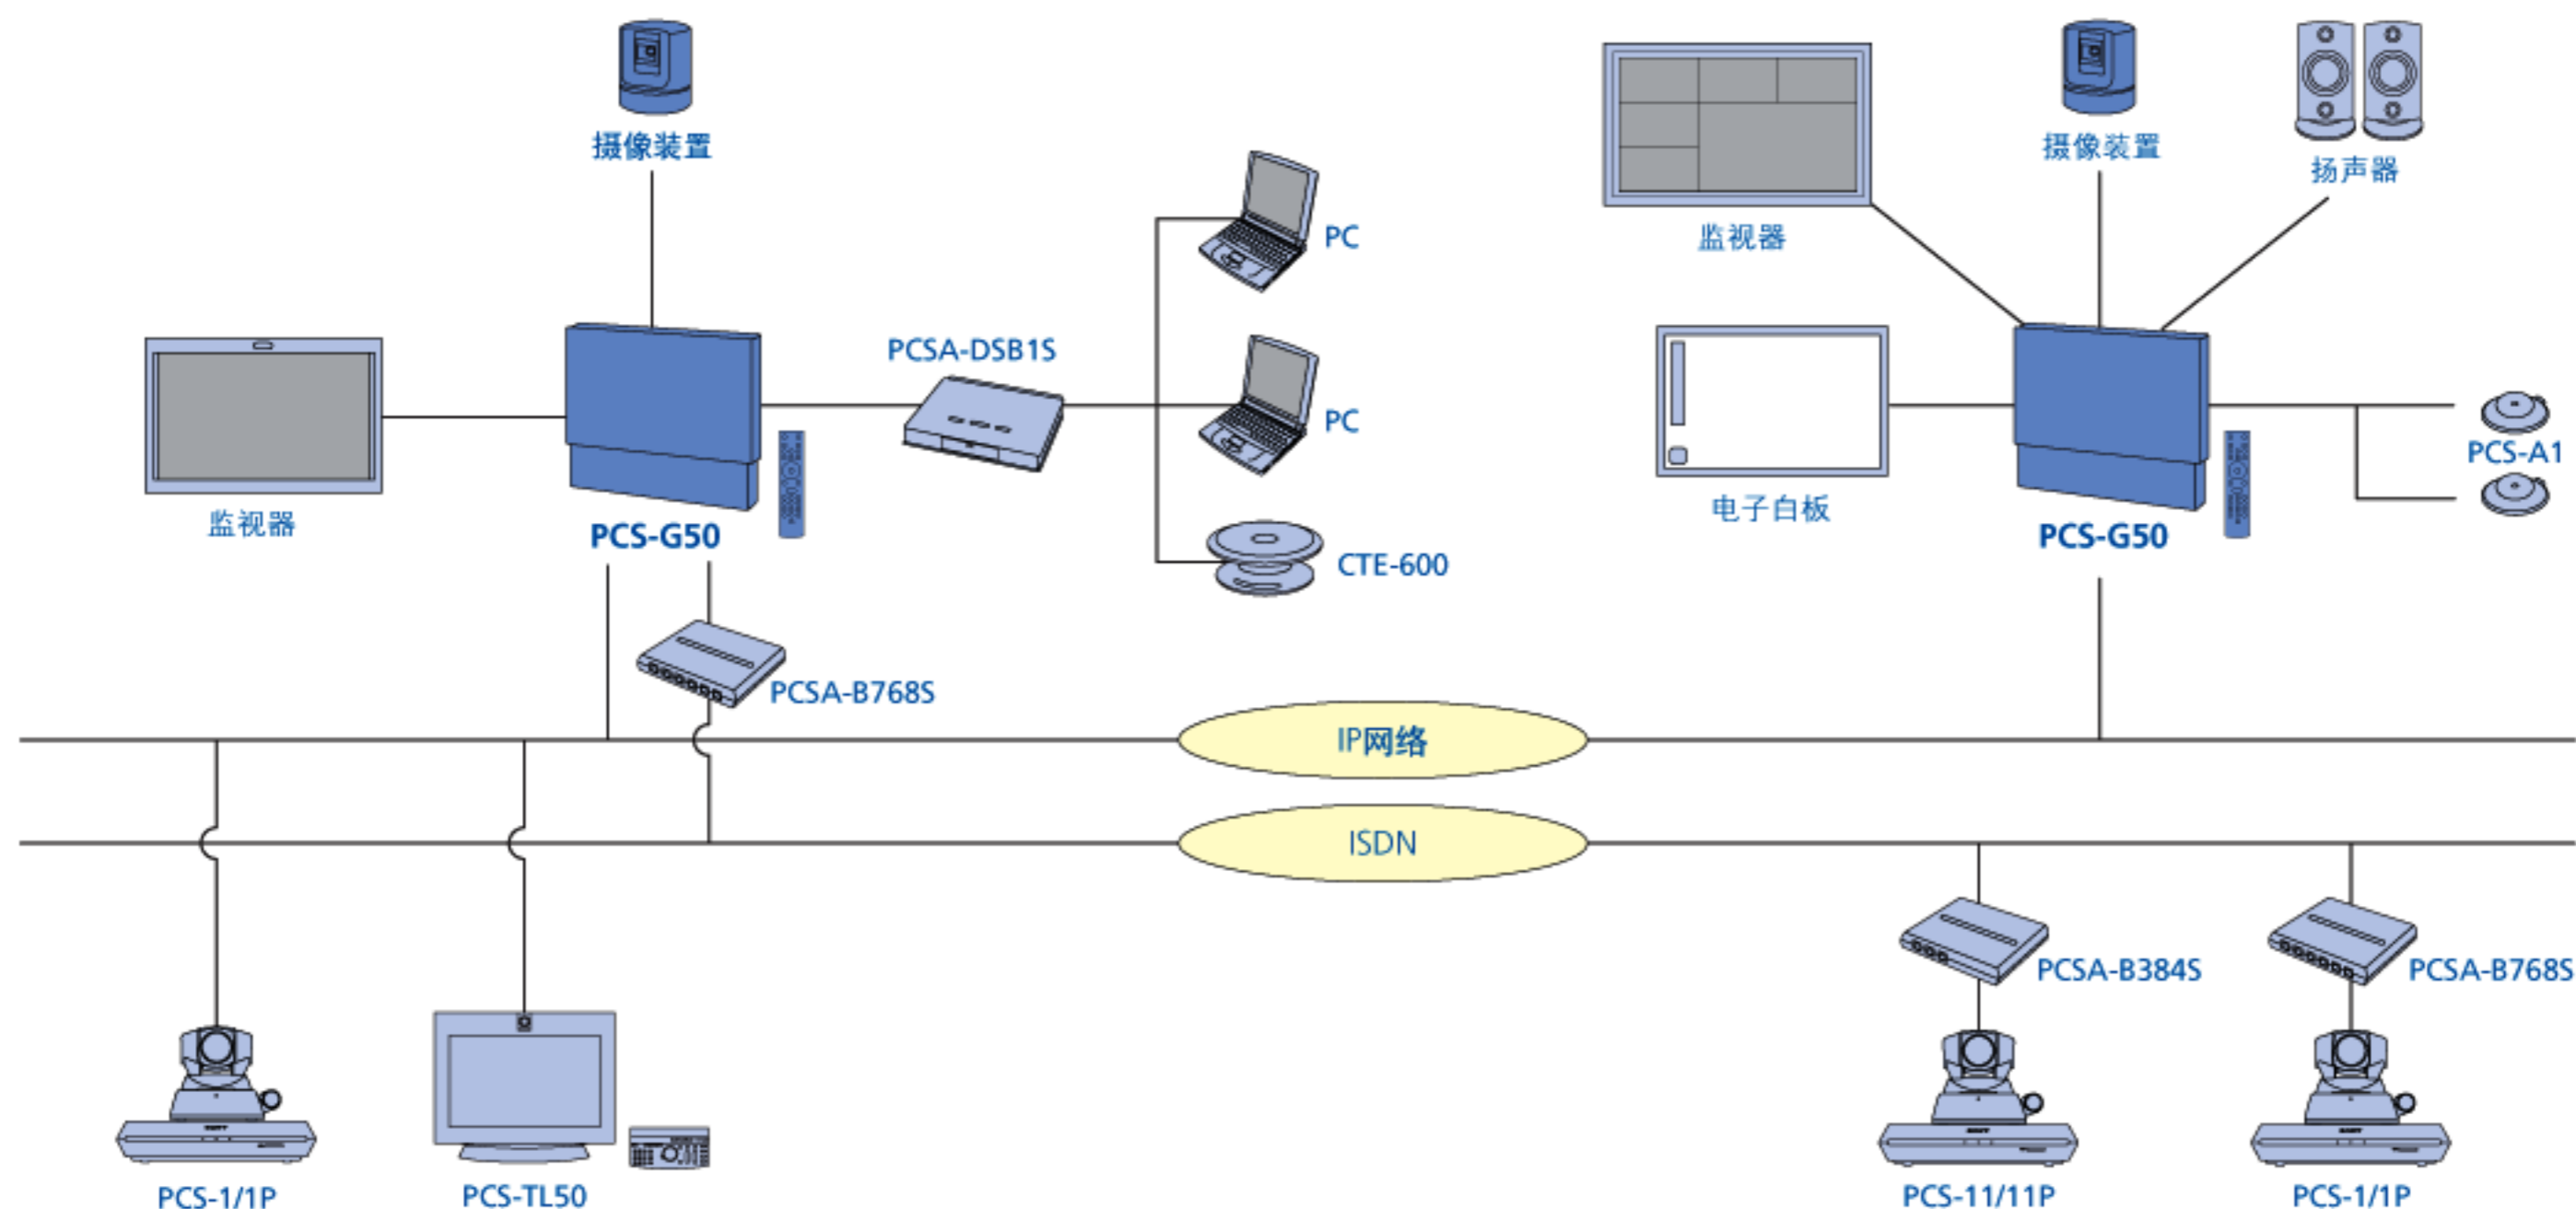 摄像装置
摄像装置
扬声器
PC
监视器
PCSA-DSB1S
PC
PCS-A1
监视器
电子白板
PCS-G50
PCS-G50
CTE-600
PCSA-B768S
IP网络
ISDN
PCSA-B384S
PCSA-B768S
PCS-1/1P
PCS-TL50
PCS-11/11P
PCS-1/1P